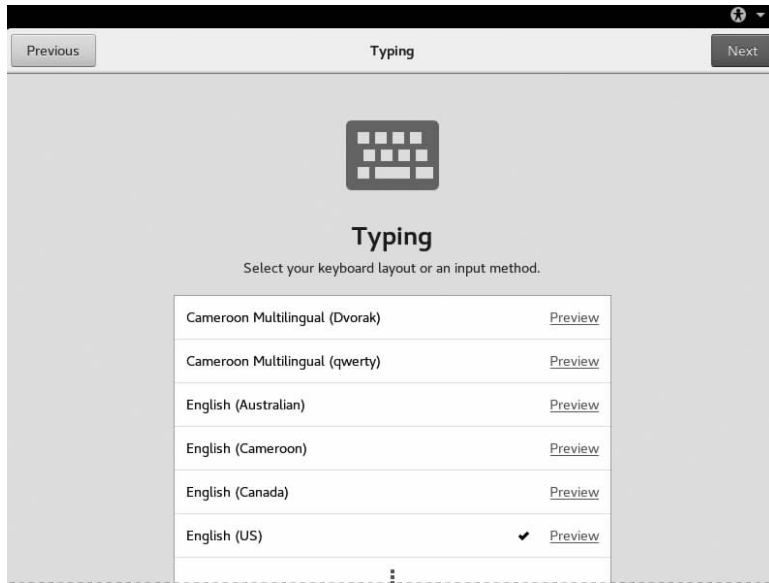 Previous Typing Next
Typing
Select your keyboard layout or an input method.
Cameroon Multilingual (Dvorak) Preview
Cameroon Multilingual (qwerty) Preview
English (Australian) Preview
English (Cameroon) Preview
English (Canada) Preview
English (US) ✔ Preview